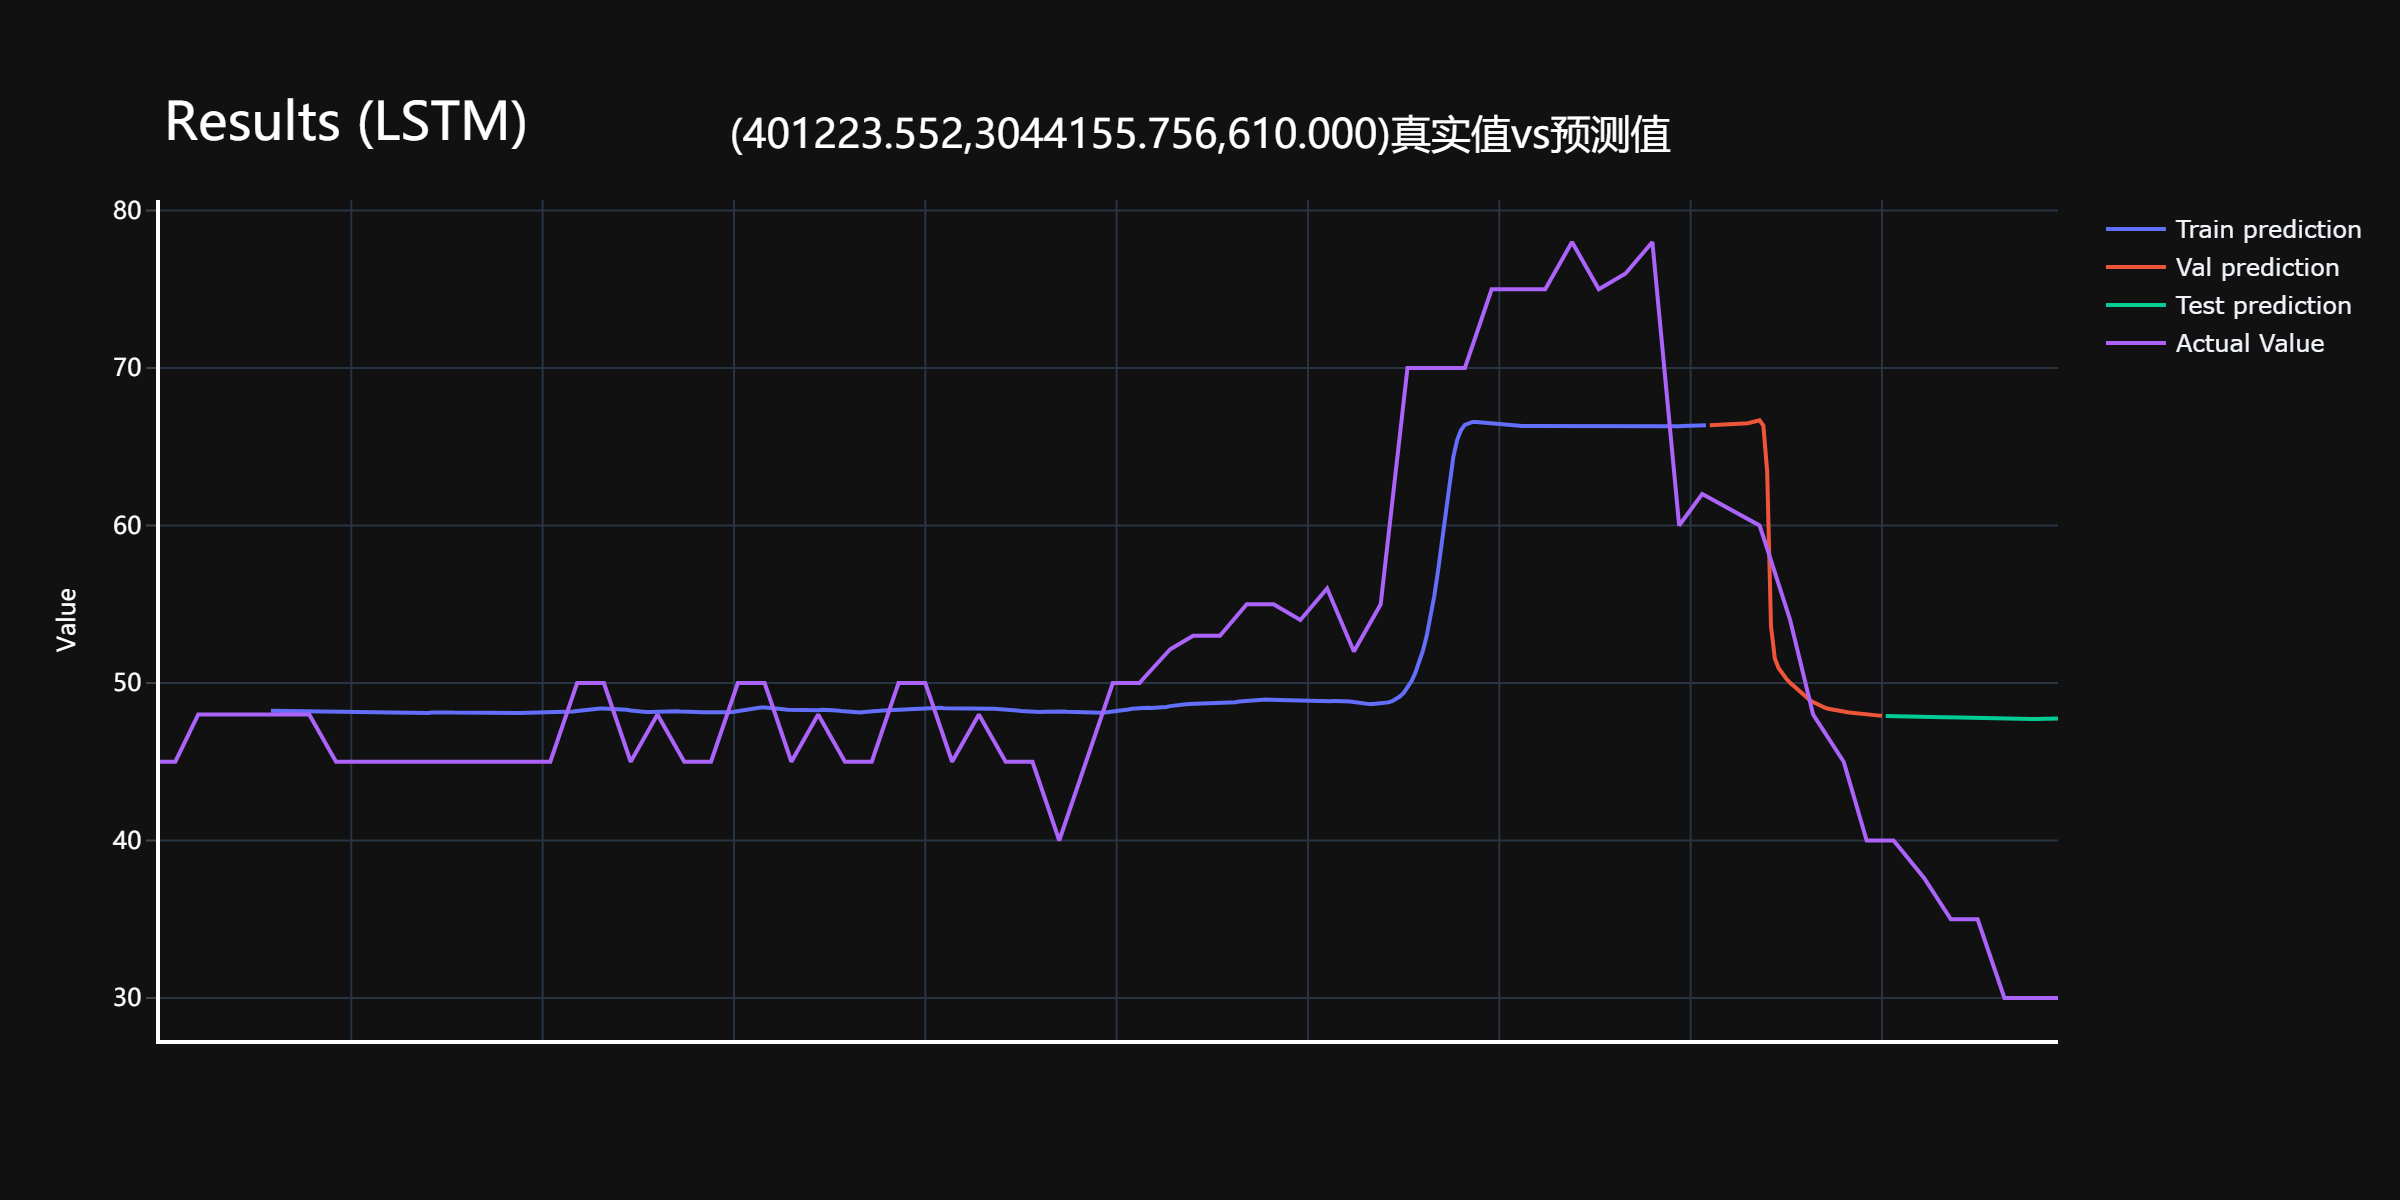 Results (LSTM)
(401223.552,3044155.756,610.000)真实值vs预测值
80
70
60
50
40
30
Value
Train prediction
Val prediction
Test prediction
Actual Value